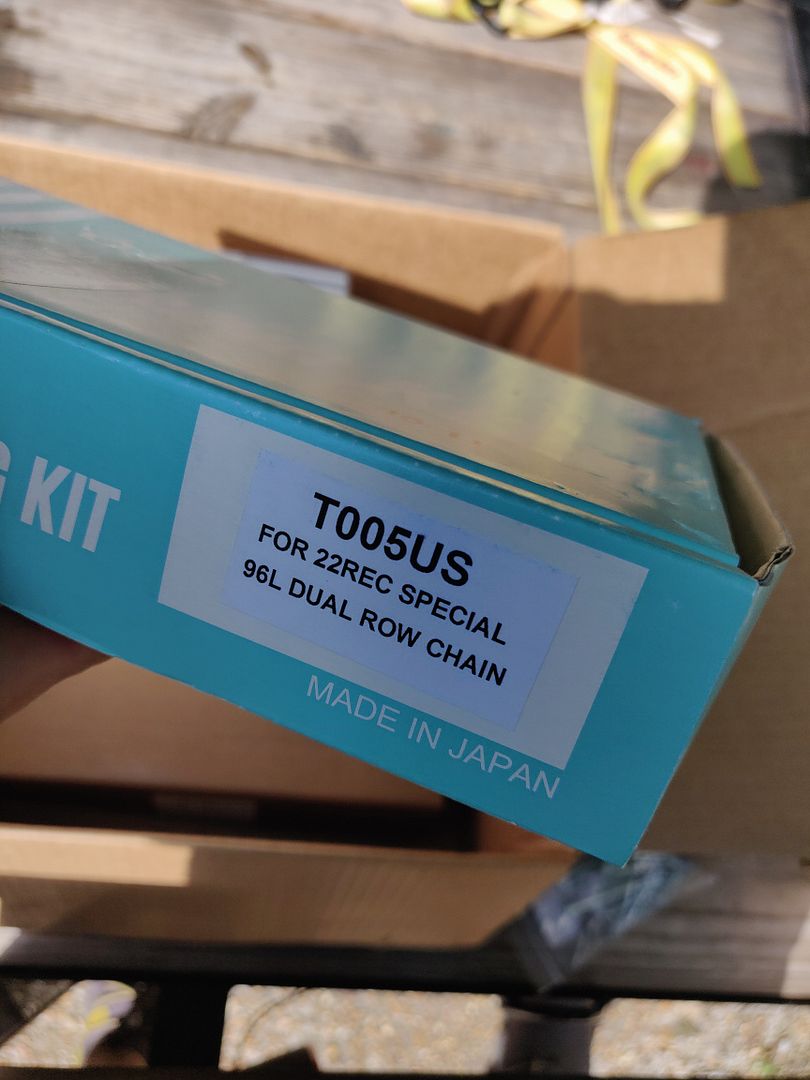 KIT
T005US
FOR 22REC SPECIAL
96L DUAL ROW CHAIN
MADE IN JAPAN